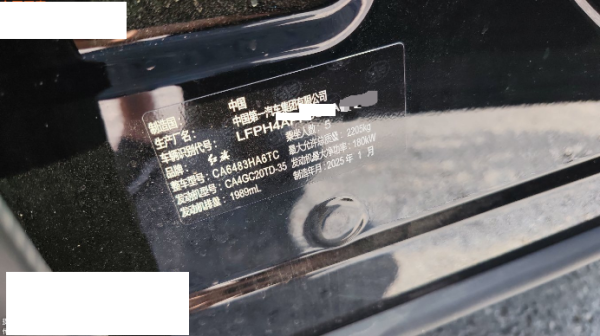 制造国： 中国
生产厂名： 中国第一汽车集团有限公司
车辆识别代号： LFPH4A
品牌： 红旗 乘坐人数：5
整车型号：CA6483HA6TC 最大允许总质量：2205kg
发动机型号：CA4GC20TD-35 发动机最大净功率：180kW
发动机排量：1989mL 制造年月：2025年1月